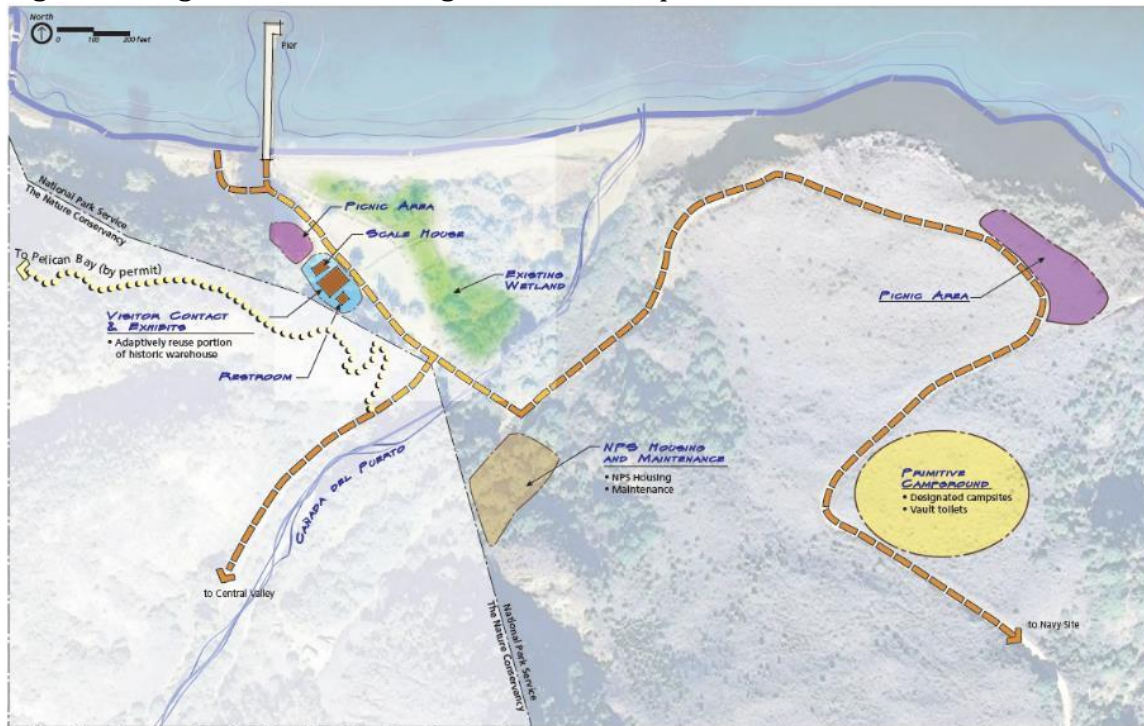 North
0 100 200 feet
Pier
National Park Service
The Nature Conservancy
PICNIC AREA
SCALE HOUSE
To Pelican Bay (by permit)
EXISTING
WETLAND
PICNIC AREA
VISITOR CONTACT
& EXHIBITS
• Adaptively reuse portion
of historic warehouse
RESTROOM
NPS HOUSING
AND MAINTENANCE
• NPS Housing
• Maintenance
PRIMITIVE
CAMPGROUND
• Designated campsites
• Vault toilets
CAÑADA DEL PUERTO
to Central Valley
National Park Service
The Nature Conservancy
to Navy Site